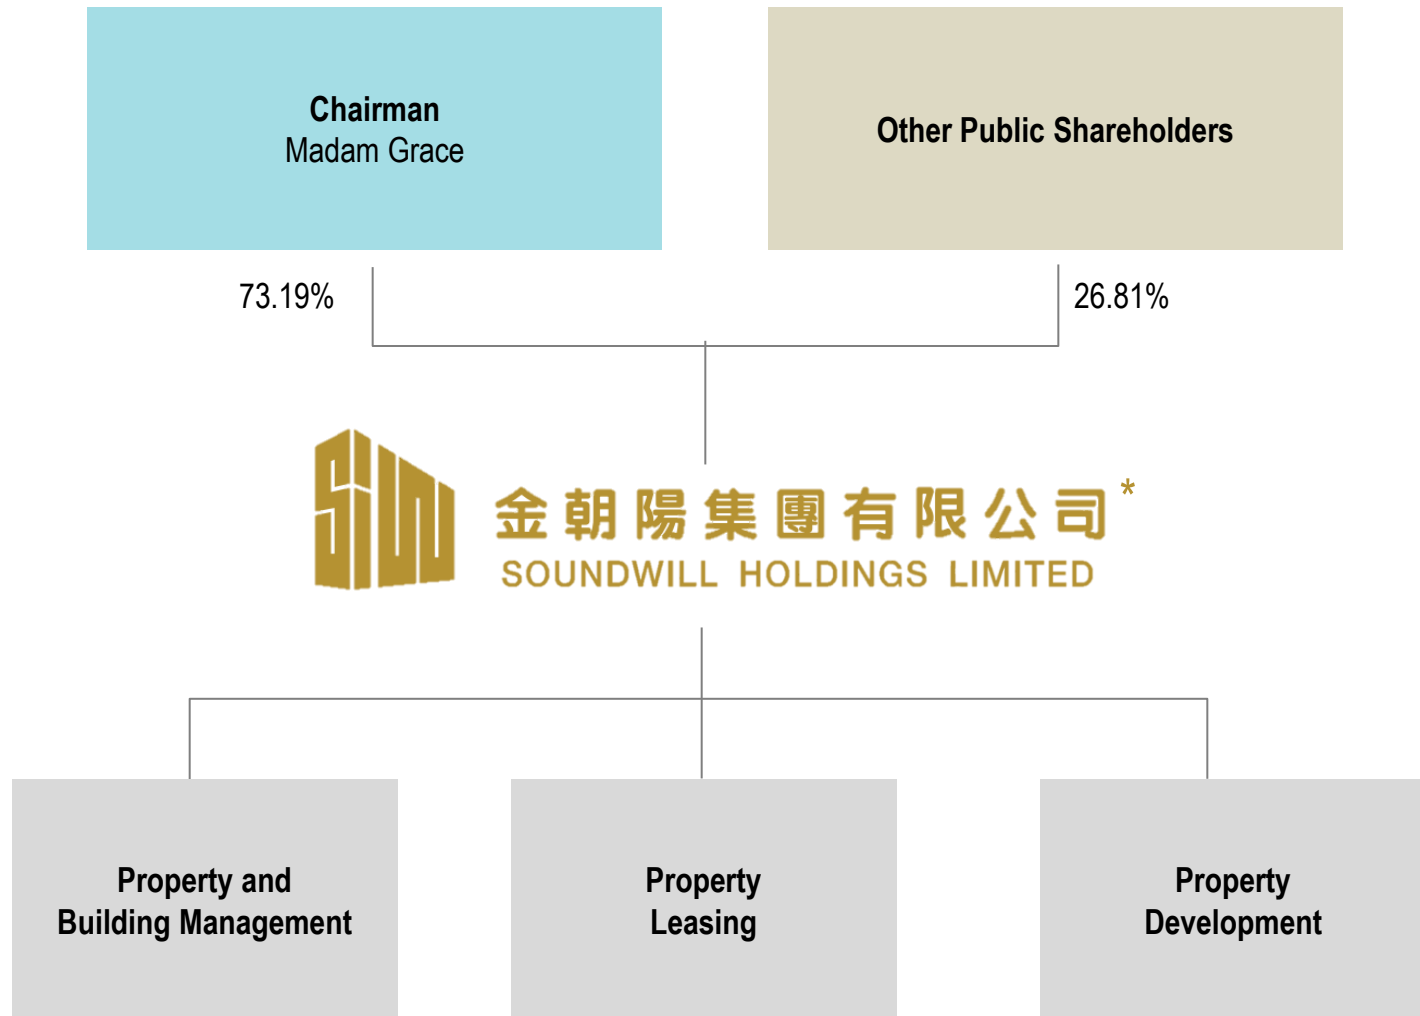 Chairman
Madam Grace
Other Public Shareholders
73.19%
26.81%
金朝陽集團有限公司*
SOUNDWILL HOLDINGS LIMITED
Property and
Building Management
Property
Leasing
Property
Development